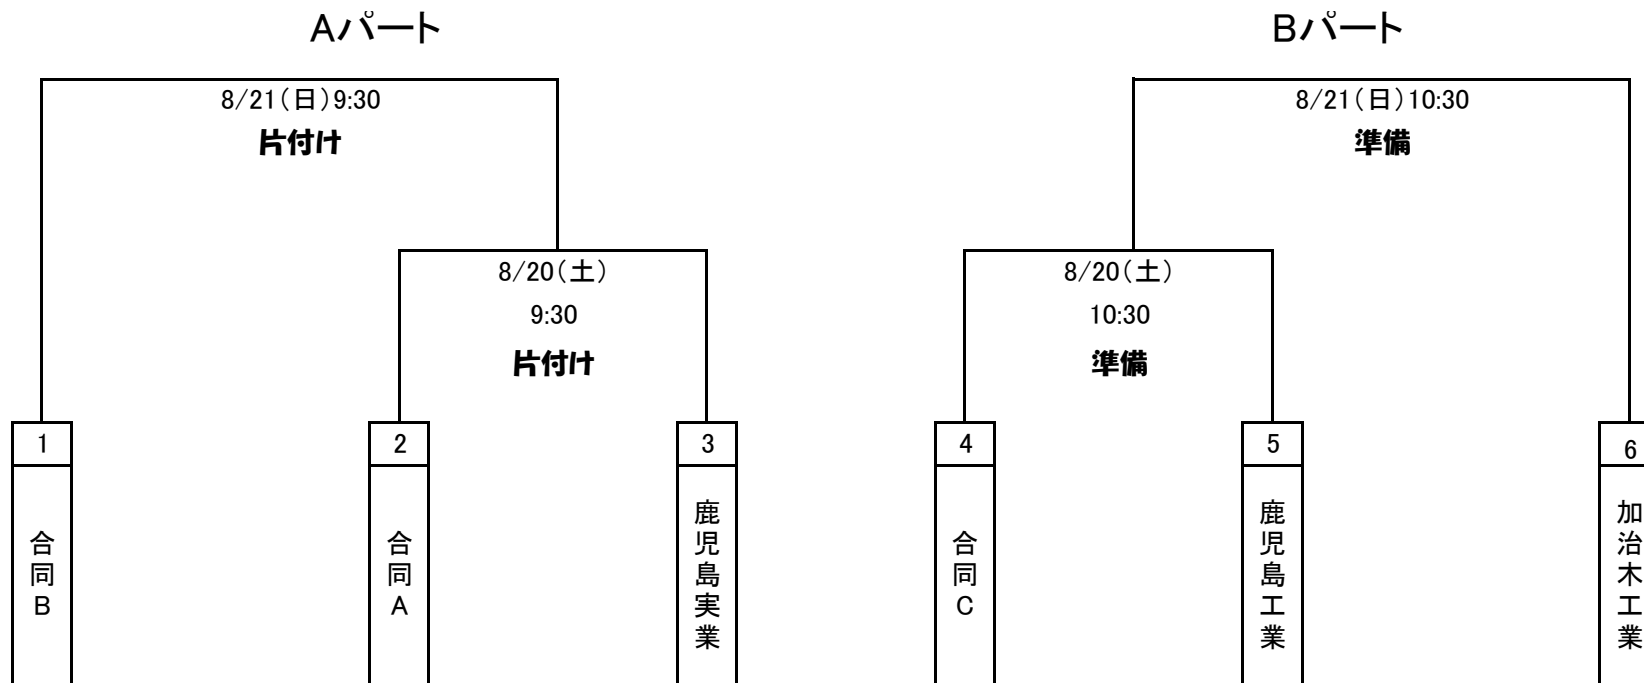 Aパート
8/21(日)9:30
片付け
8/20(土)
9:30
片付け
1
合同B
2
合同A
3
鹿児島実業
Bパート
8/21(日)10:30
準備
8/20(土)
10:30
準備
4
合同C
5
鹿児島工業
6
加治木工業